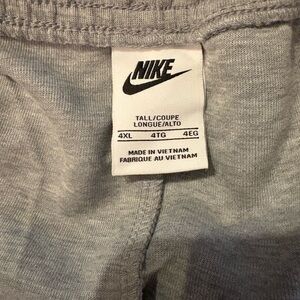 NIKE
TALL/COUPE
LONGUE/ALTO
4XL 4TG 4EG
MADE IN VIETNAM
FABRIQUE AU VIETNAM